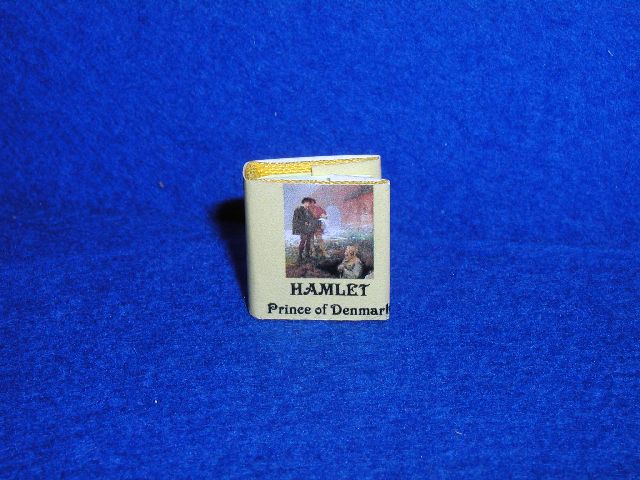 HAMLET
Prince of Denmark